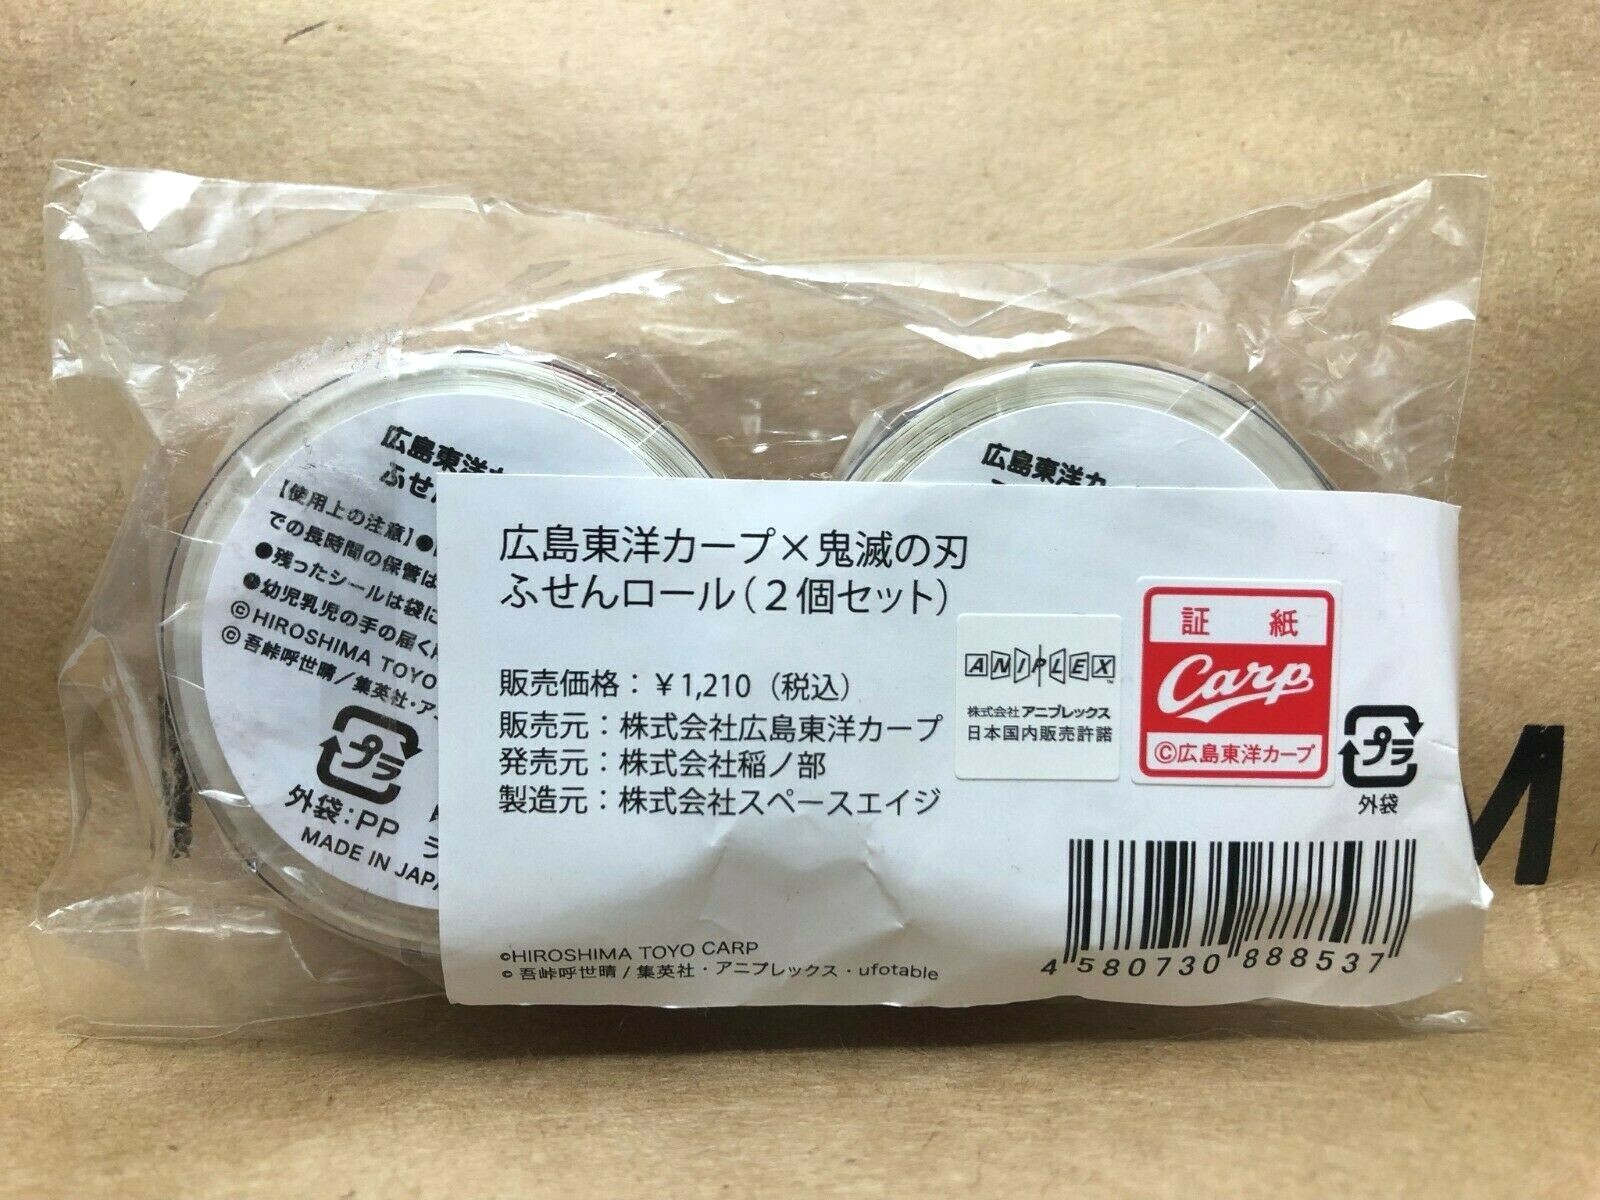 広島東洋カ
ふせ
【使用上の注意】●
での長時間の保管は
●残ったシールは袋に
●幼児乳児の手の届く
©HIROSHIMA TOYO
©吾峠呼世晴/集英社・ア
プラ
外袋:PP
ラ
MADE IN JAPA
広島東洋カ
広島東洋カープ×鬼滅の刃
ふせんロール(2個セット)
販売価格:¥1,210(税込)
販売元:株式会社広島東洋カープ
発売元:株式会社稲ノ部
製造元:株式会社スペースエイジ
©HIROSHIMA TOYO CARP
©吾峠呼世晴/集英社・アニプレックス・ufotable
ANIPLEX
株式会社アニプレックス
日本国内販売許諾
証 紙
Carp
©広島東洋カープ
プラ
外袋
4 580730 888537
M